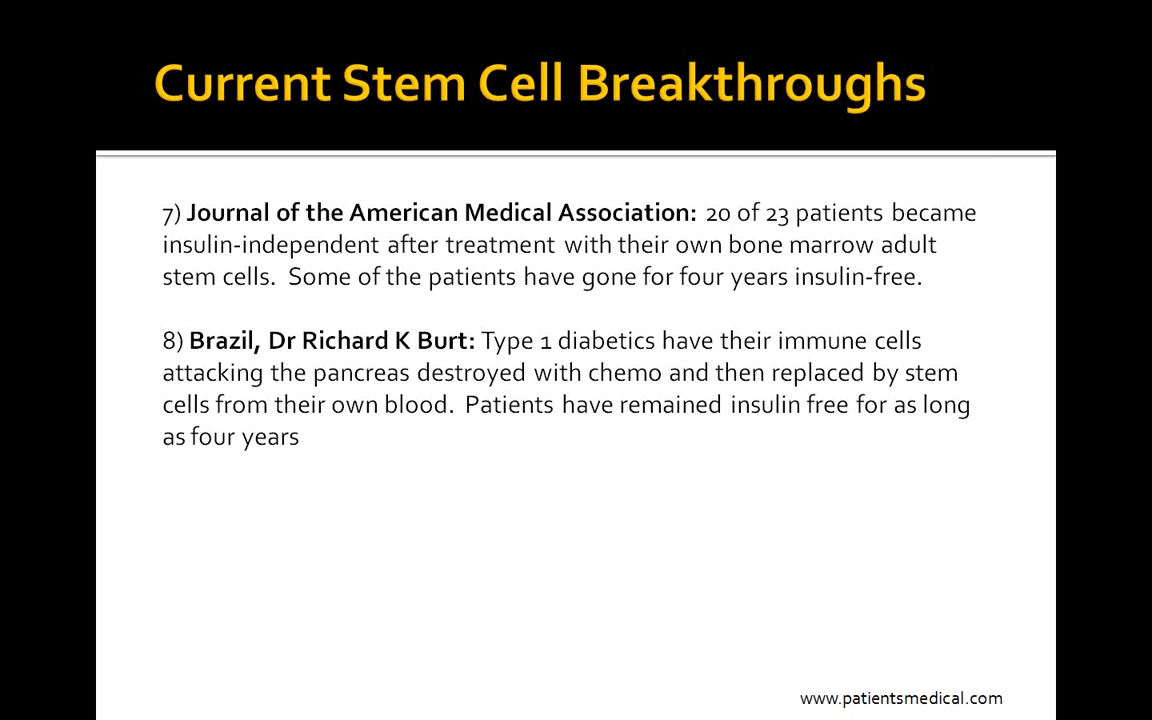 Current Stem Cell Breakthroughs
7) Journal of the American Medical Association: 20 of 23 patients became
insulin-independent after treatment with their own bone marrow adult
stem cells. Some of the patients have gone for four years insulin-free.
8) Brazil, Dr Richard K Burt: Type 1 diabetics have their immune cells
attacking the pancreas destroyed with chemo and then replaced by stem
cells from their own blood. Patients have remained insulin free for as long
as four years
www.patientsmedical.com